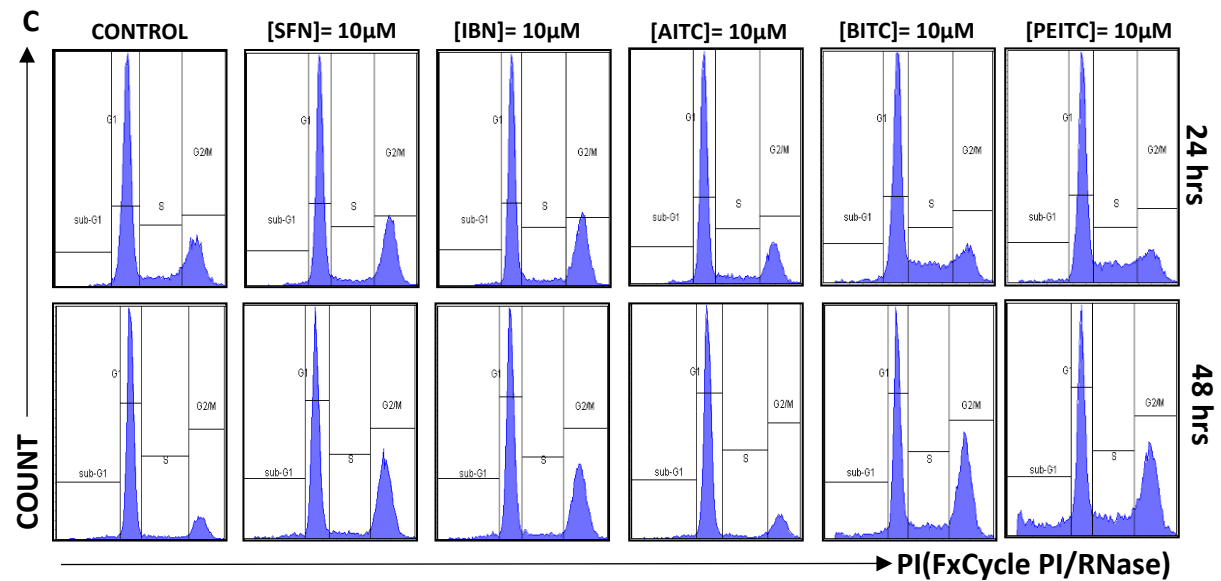 C
CONTROL [SFN]= 10µM [IBN]= 10µM [AITC]= 10µM [BITC]= 10µM [PEITC]= 10µM
G1 G1 G1 G1 G1 G1
G2/M G2/M G2/M G2/M G2/M G2/M
S S S S S S
sub-G1 sub-G1 sub-G1 sub-G1 sub-G1 sub-G1
24 hrs
G1 G1 G1 G1 G1 G1
G2/M G2/M G2/M G2/M G2/M G2/M
S S S S S S
sub-G1 sub-G1 sub-G1 sub-G1 sub-G1 sub-G1
48 hrs
COUNT
PI(FxCycle PI/RNase)